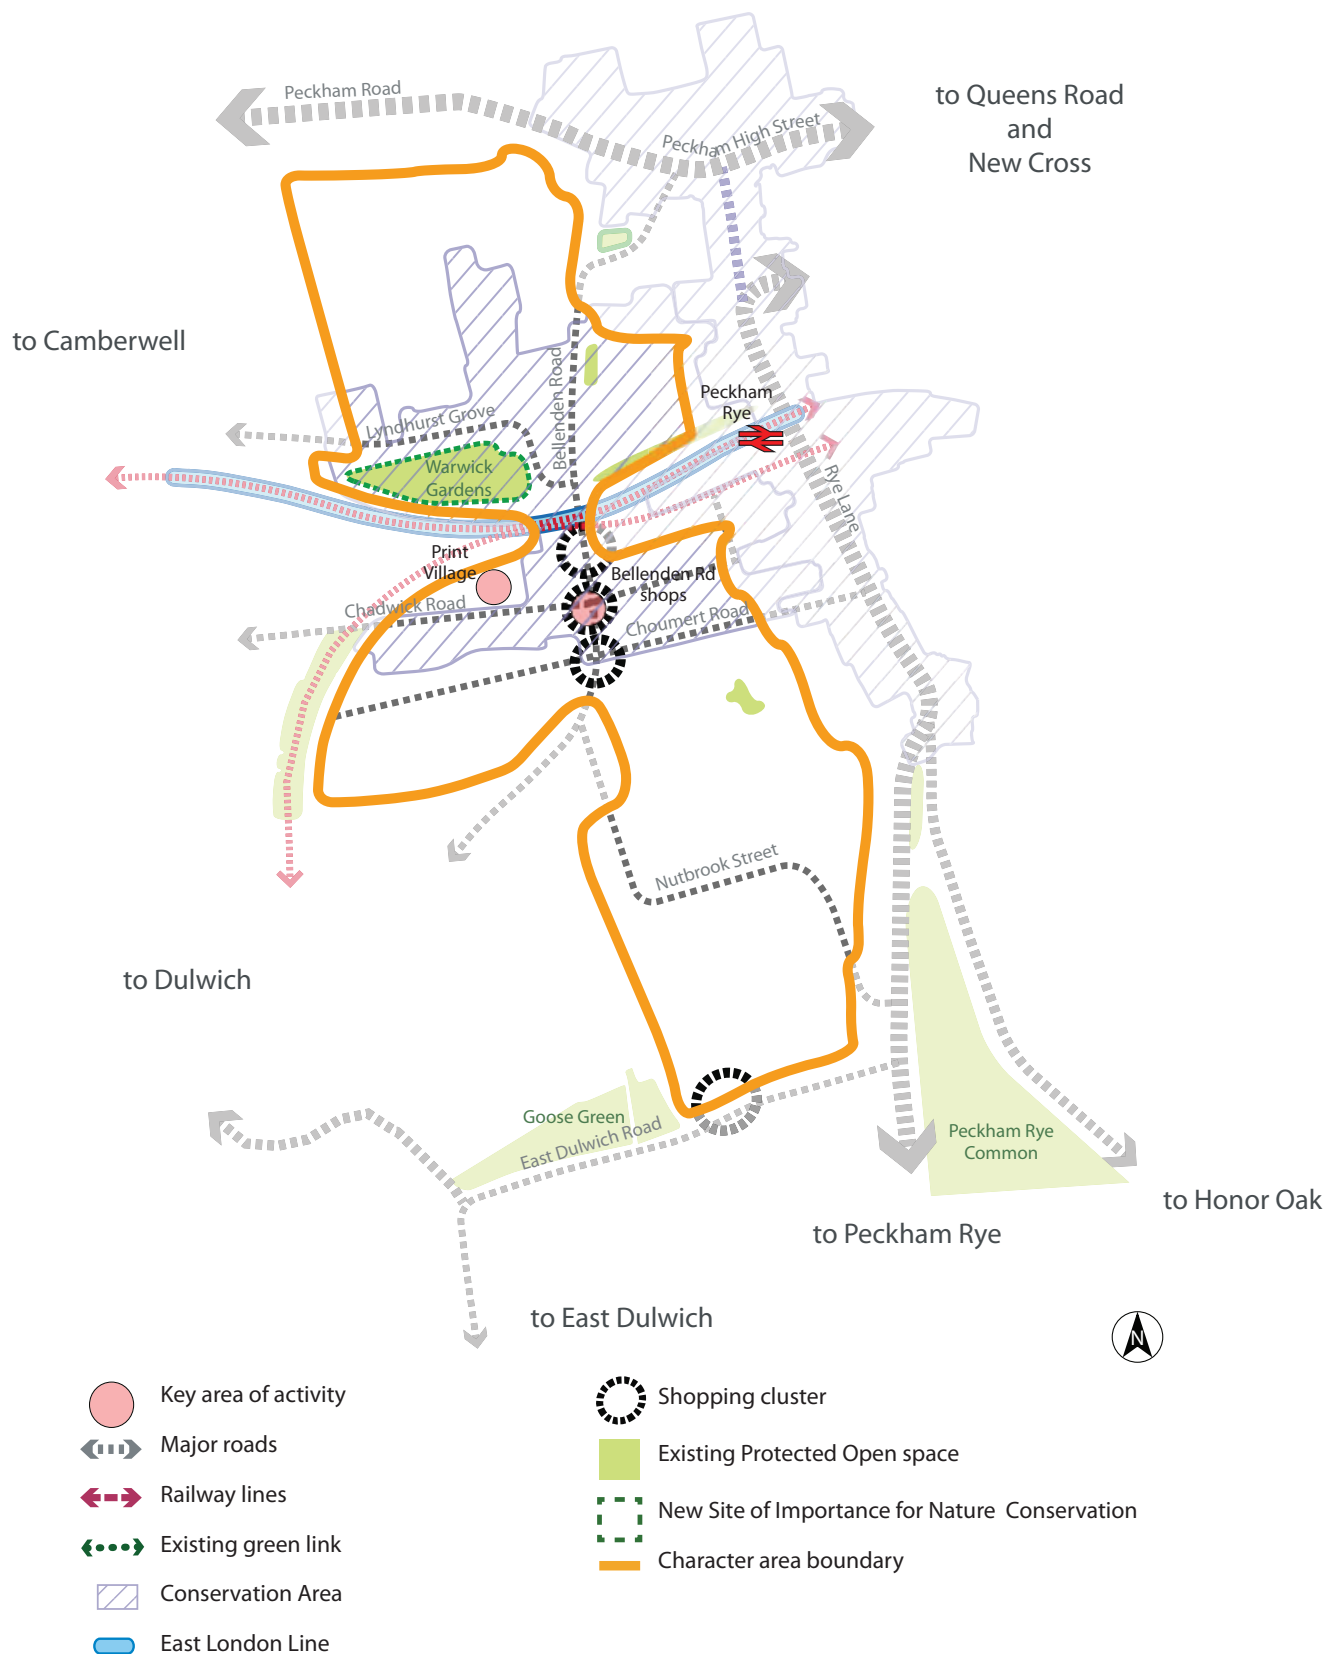 Peckham Road
to Queens Road
and
New Cross
Peckham High Street
to Camberwell
Bellenden Road
Peckham
Rye
Lyndhurst Grove
Warwick
Gardens
Rye Lane
Print
Village
Bellenden Rd
shops
Chadwick Road
Choumert Road
Nutbrook Street
to Dulwich
Goose Green
East Dulwich Road
Peckham Rye
Common
to Honor Oak
to Peckham Rye
to East Dulwich
N
Key area of activity
Major roads
Railway lines
Existing green link
Conservation Area
East London Line
Shopping cluster
Existing Protected Open space
New Site of Importance for Nature Conservation
Character area boundary